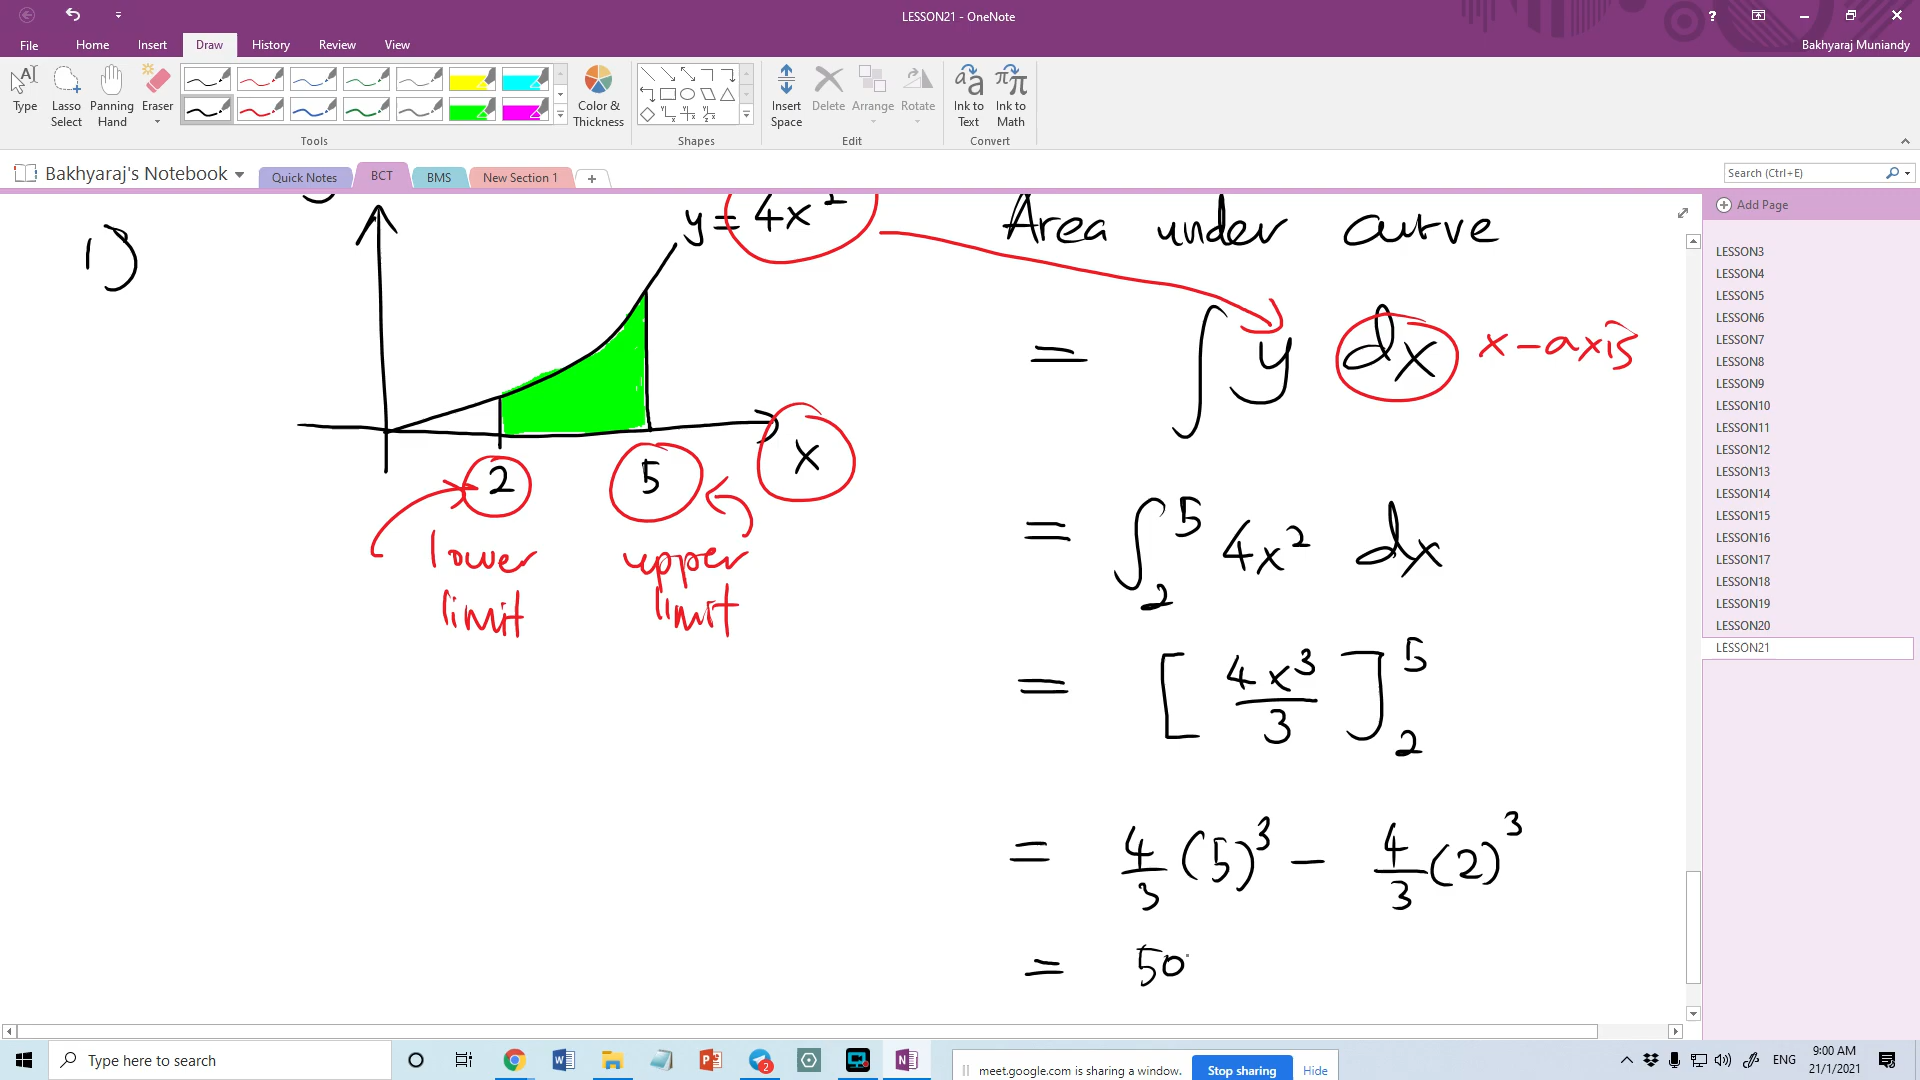 LESSON21 - OneNote
?
File Home Insert Draw History Review View
Bakhyaraj Muniandy
Type
Lasso Select
Panning Hand
Eraser
Color & Thickness
Insert Space
Delete
Arrange
Rotate
Ink to Text
Ink to Math
Tools Shapes Edit Convert
Bakhyaraj's Notebook Quick Notes BCT BMS New Section 1 +
Search (Ctrl+E)
Add Page
LESSON3
LESSON4
LESSON5
LESSON6
LESSON7
LESSON8
LESSON9
LESSON10
LESSON11
LESSON12
LESSON13
LESSON14
LESSON15
LESSON16
LESSON17
LESSON18
LESSON19
LESSON20
LESSON21
1)
y = 4x²
2 5 x
lower limit
upper limit
Area under curve
= ∫ y dx x-axis
= ∫₂⁵ 4x² dx
= [4x³/3]₂⁵
= 4/3 (5)³ − 4/3 (2)³
= 50
Type here to search
2
meet.google.com is sharing a window. Stop sharing Hide
ENG
9:00 AM
21/1/2021